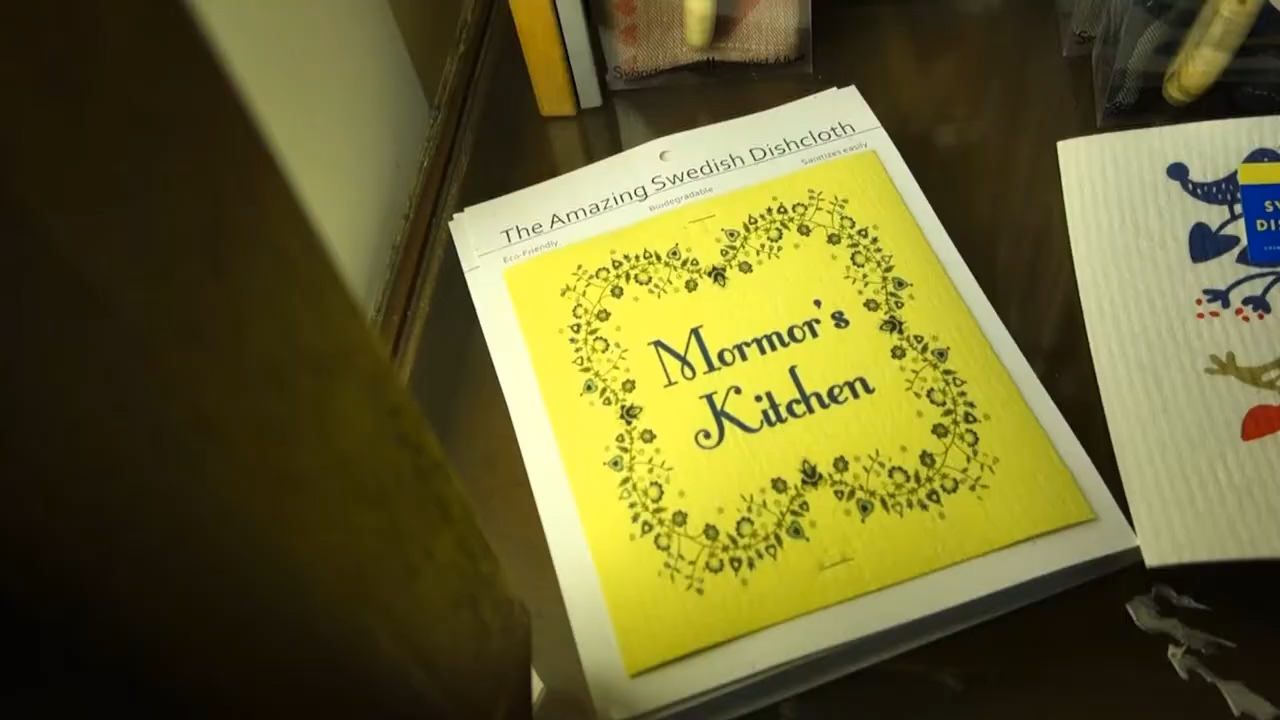 The Amazing Swedish Dishcloth
Eco-Friendly
Biodegradable
Sanitizes easily
Mormor's
Kitchen